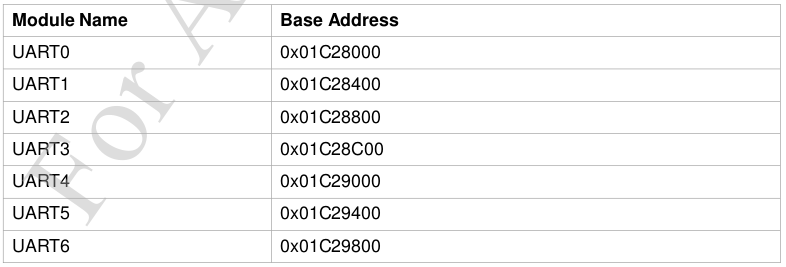 Module Name Base Address
UART0 0x01C28000
UART1 0x01C28400
UART2 0x01C28800
UART3 0x01C28C00
UART4 0x01C29000
UART5 0x01C29400
UART6 0x01C29800
For A